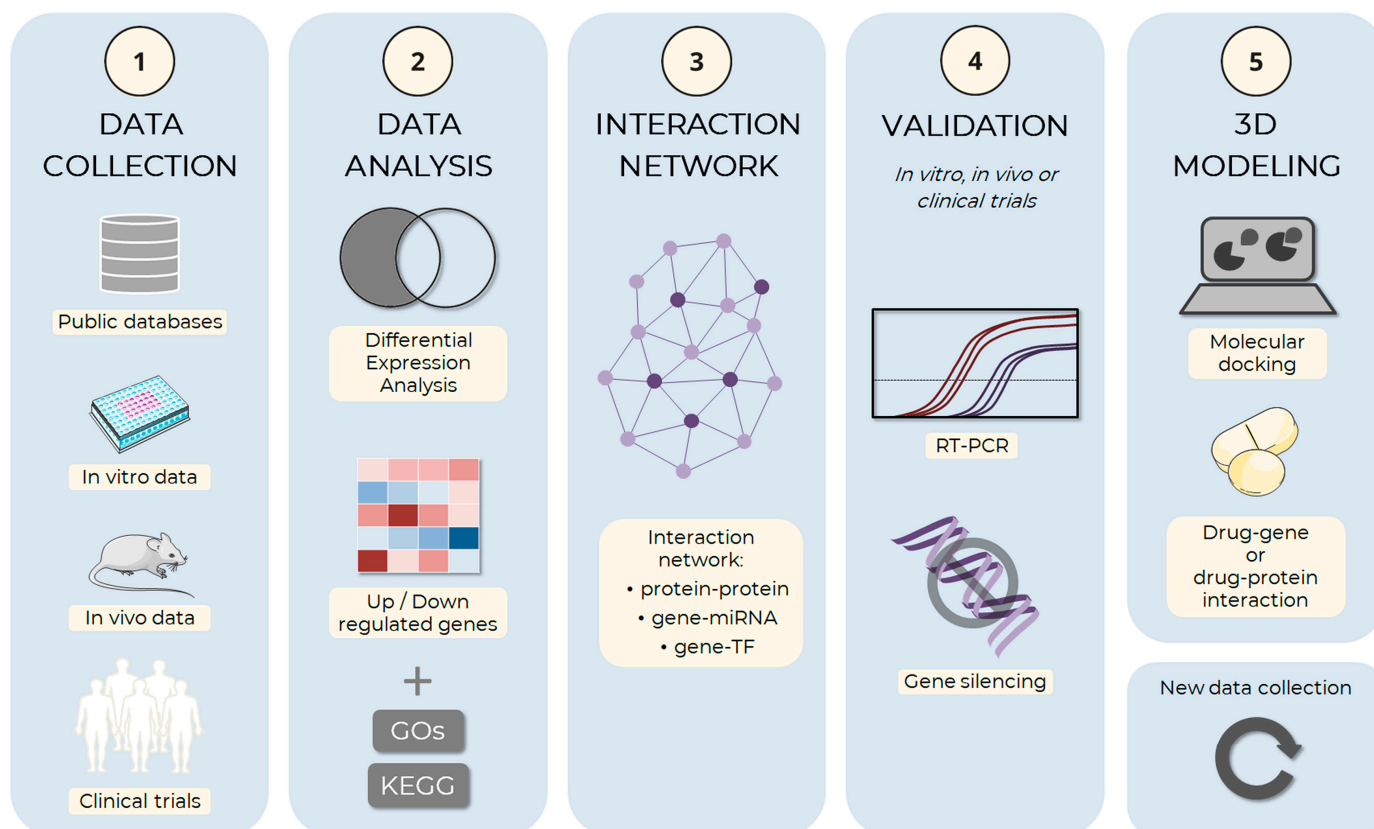 1
DATA
COLLECTION
Public databases
In vitro data
In vivo data
Clinical trials
2
DATA
ANALYSIS
Differential
Expression
Analysis
Up / Down
regulated genes
+
GOs
KEGG
3
INTERACTION
NETWORK
Interaction
network:
• protein-protein
• gene-miRNA
• gene-TF
4
VALIDATION
In vitro, in vivo or
clinical trials
RT-PCR
Gene silencing
5
3D
MODELING
Molecular
docking
Drug-gene
or
drug-protein
interaction
New data collection